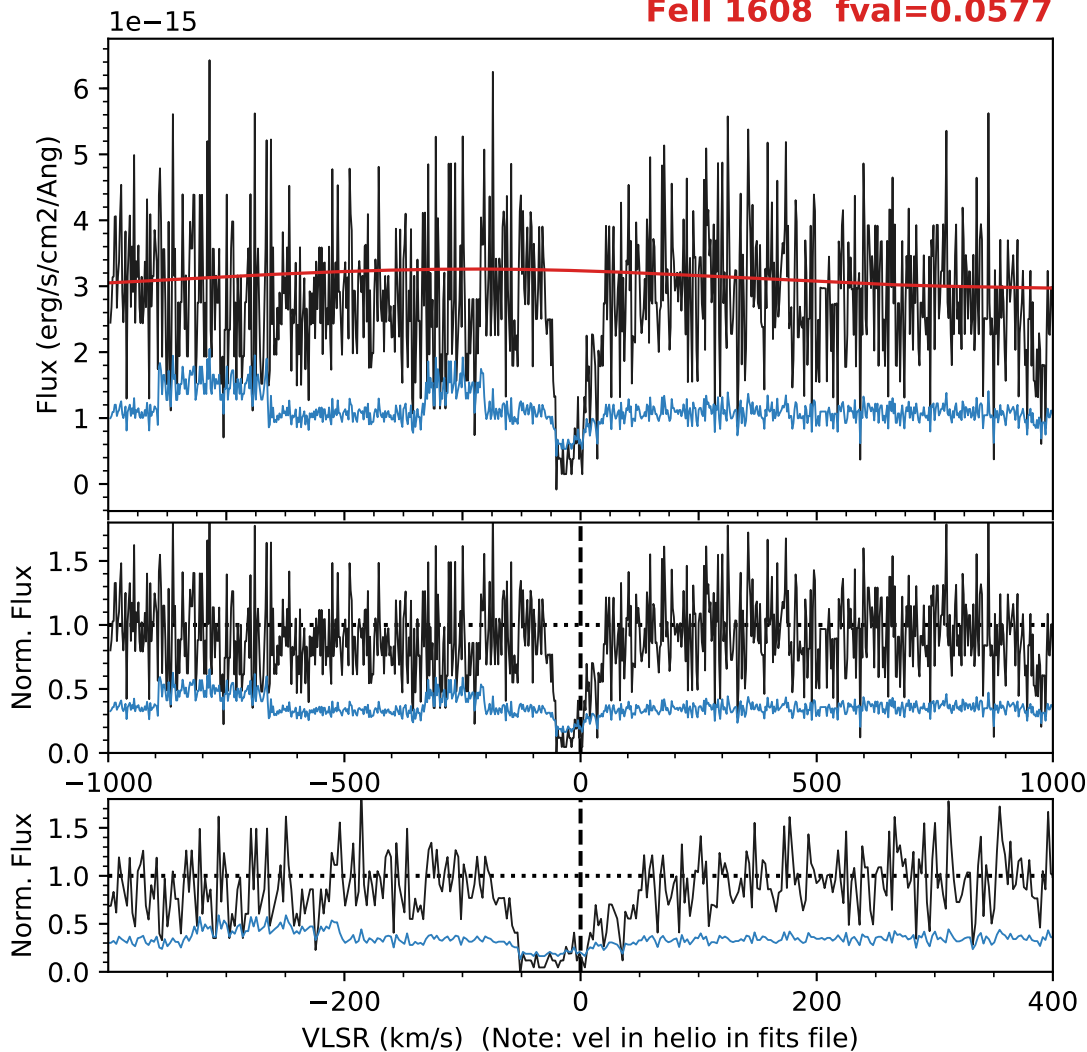 FeII 1608 fval=0.0577
1e−15
6
5
4
3
2
1
0
Flux (erg/s/cm2/Ang)
1.5
1.0
0.5
0.0
Norm. Flux
−1000 −500 0 500 1000
1.5
1.0
0.5
0.0
Norm. Flux
−200 0 200 400
VLSR (km/s) (Note: vel in helio in fits file)